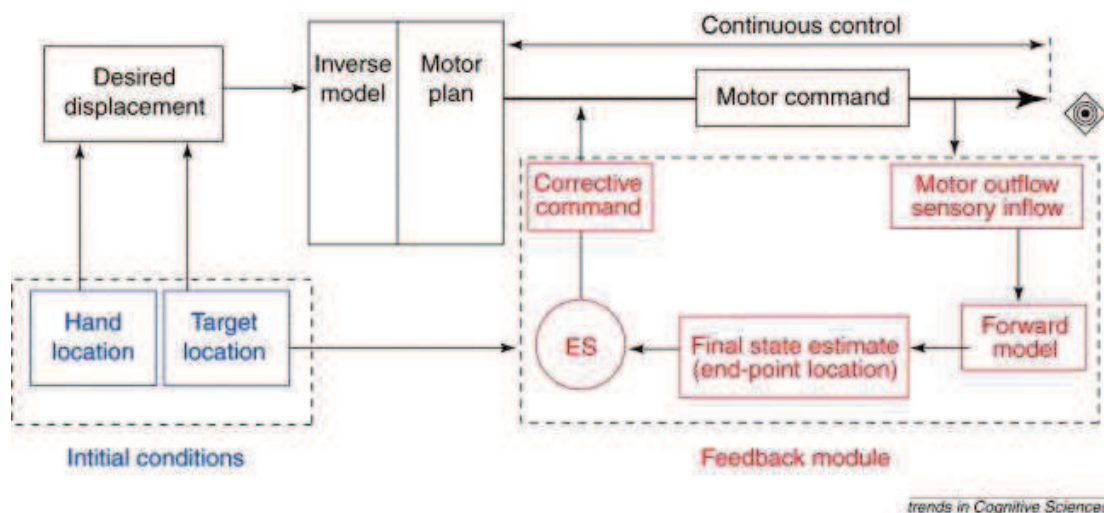 Continuous control
Desired
displacement
Inverse
model
Motor
plan
Motor command
Corrective
command
Motor outflow
sensory inflow
Hand
location
Target
location
ES
Final state estimate
(end-point location)
Forward
model
Intitial conditions
Feedback module
trends in Cognitive Sciences